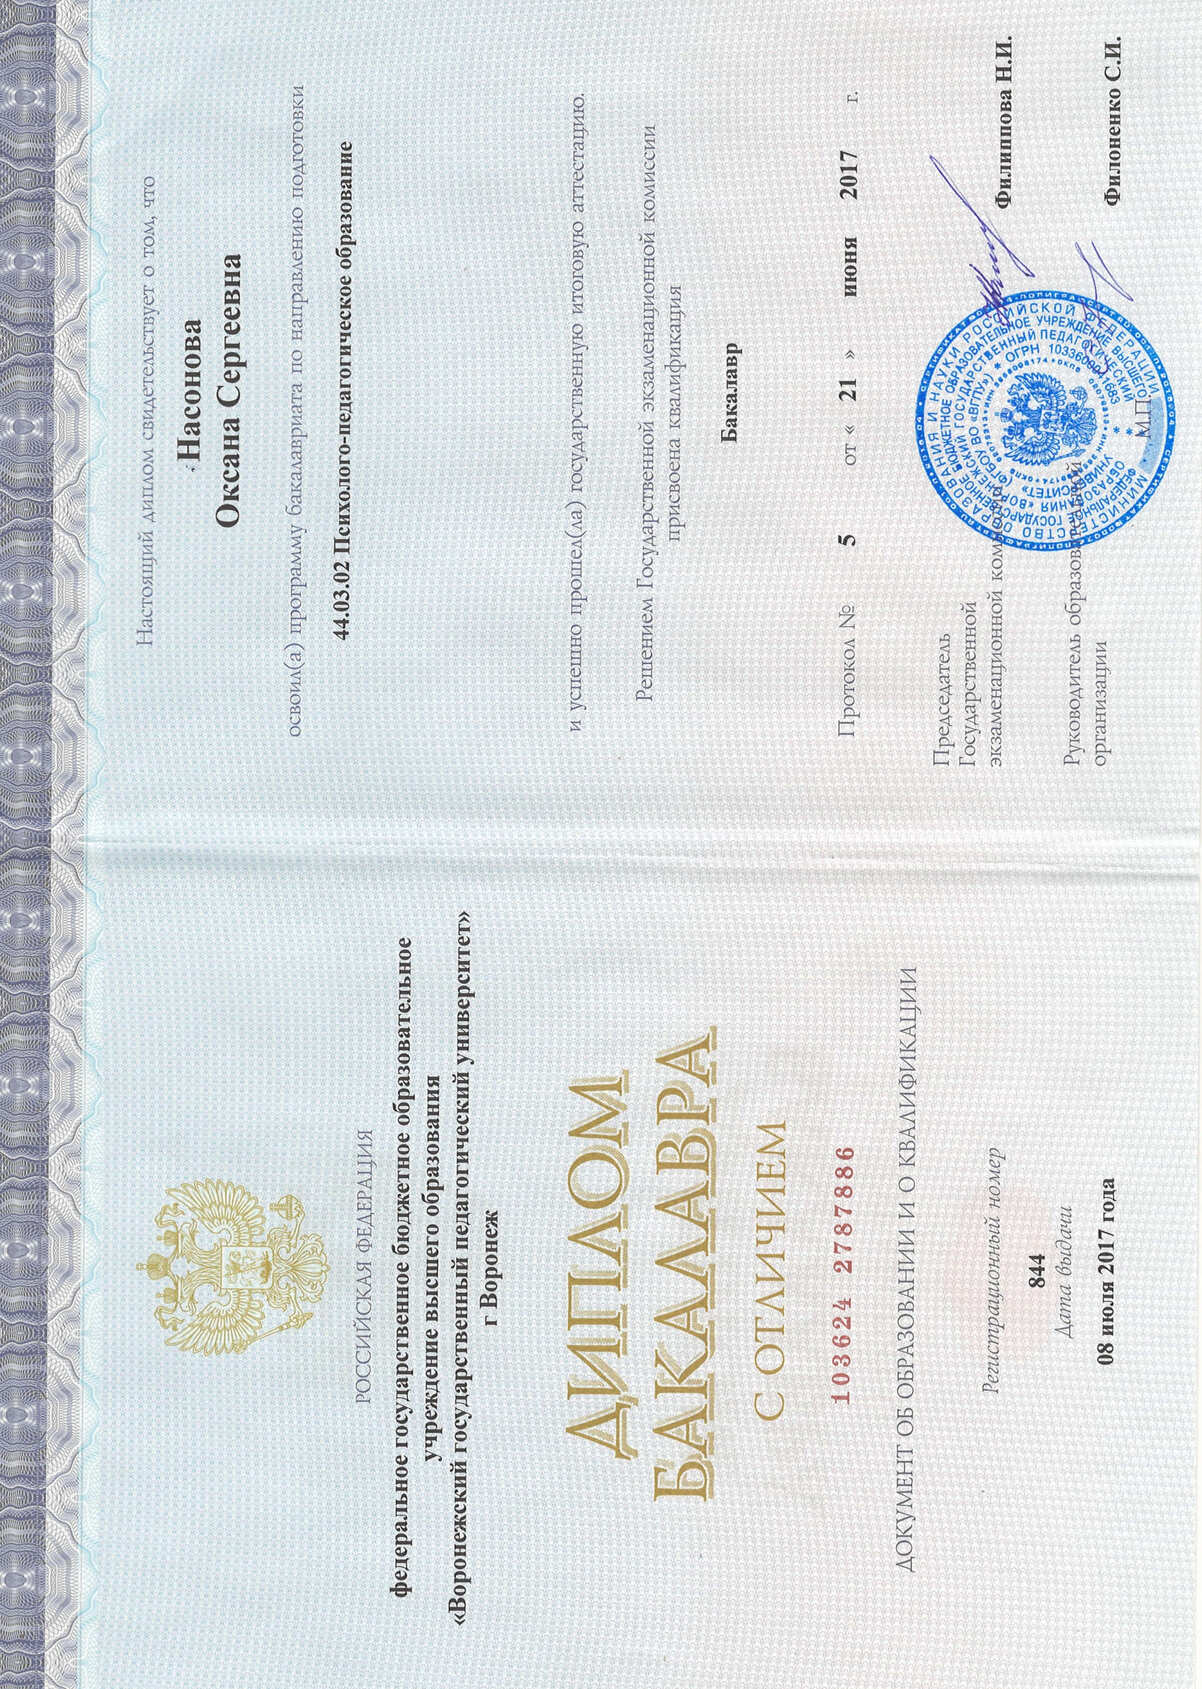 РОССИЙСКАЯ ФЕДЕРАЦИЯ
федеральное государственное бюджетное образовательное
учреждение высшего образования
«Воронежский государственный педагогический университет»
г Воронеж
ДИПЛОМ
БАКАЛАВРА
С ОТЛИЧИЕМ
103624 2787886
ДОКУМЕНТ ОБ ОБРАЗОВАНИИ И О КВАЛИФИКАЦИИ
Регистрационный номер
844
Дата выдачи
08 июля 2017 года
Настоящий диплом свидетельствует о том, что
Насонова
Оксана Сергеевна
освоил(а) программу бакалавриата по направлению подготовки
44.03.02 Психолого-педагогическое образование
и успешно прошел(ла) государственную итоговую аттестацию.
Решением Государственной экзаменационной комиссии
присвоена квалификация
Бакалавр
Протокол № 5 от « 21 » июня 2017 г.
Председатель
Государственной
экзаменационной комиссии
Филиппова Н.И.
Руководитель образовательной
организации
Филоненко С.И.
М.П.
МИНИСТЕРСТВО ОБРАЗОВАНИЯ И НАУКИ РОССИЙСКОЙ ФЕДЕРАЦИИ
ФЕДЕРАЛЬНОЕ ГОСУДАРСТВЕННОЕ БЮДЖЕТНОЕ ОБРАЗОВАТЕЛЬНОЕ УЧРЕЖДЕНИЕ ВЫСШЕГО
ОБРАЗОВАНИЯ «ВОРОНЕЖСКИЙ ГОСУДАРСТВЕННЫЙ ПЕДАГОГИЧЕСКИЙ
УНИВЕРСИТЕТ» (ФГБОУ ВО «ВГПУ») * ОГРН